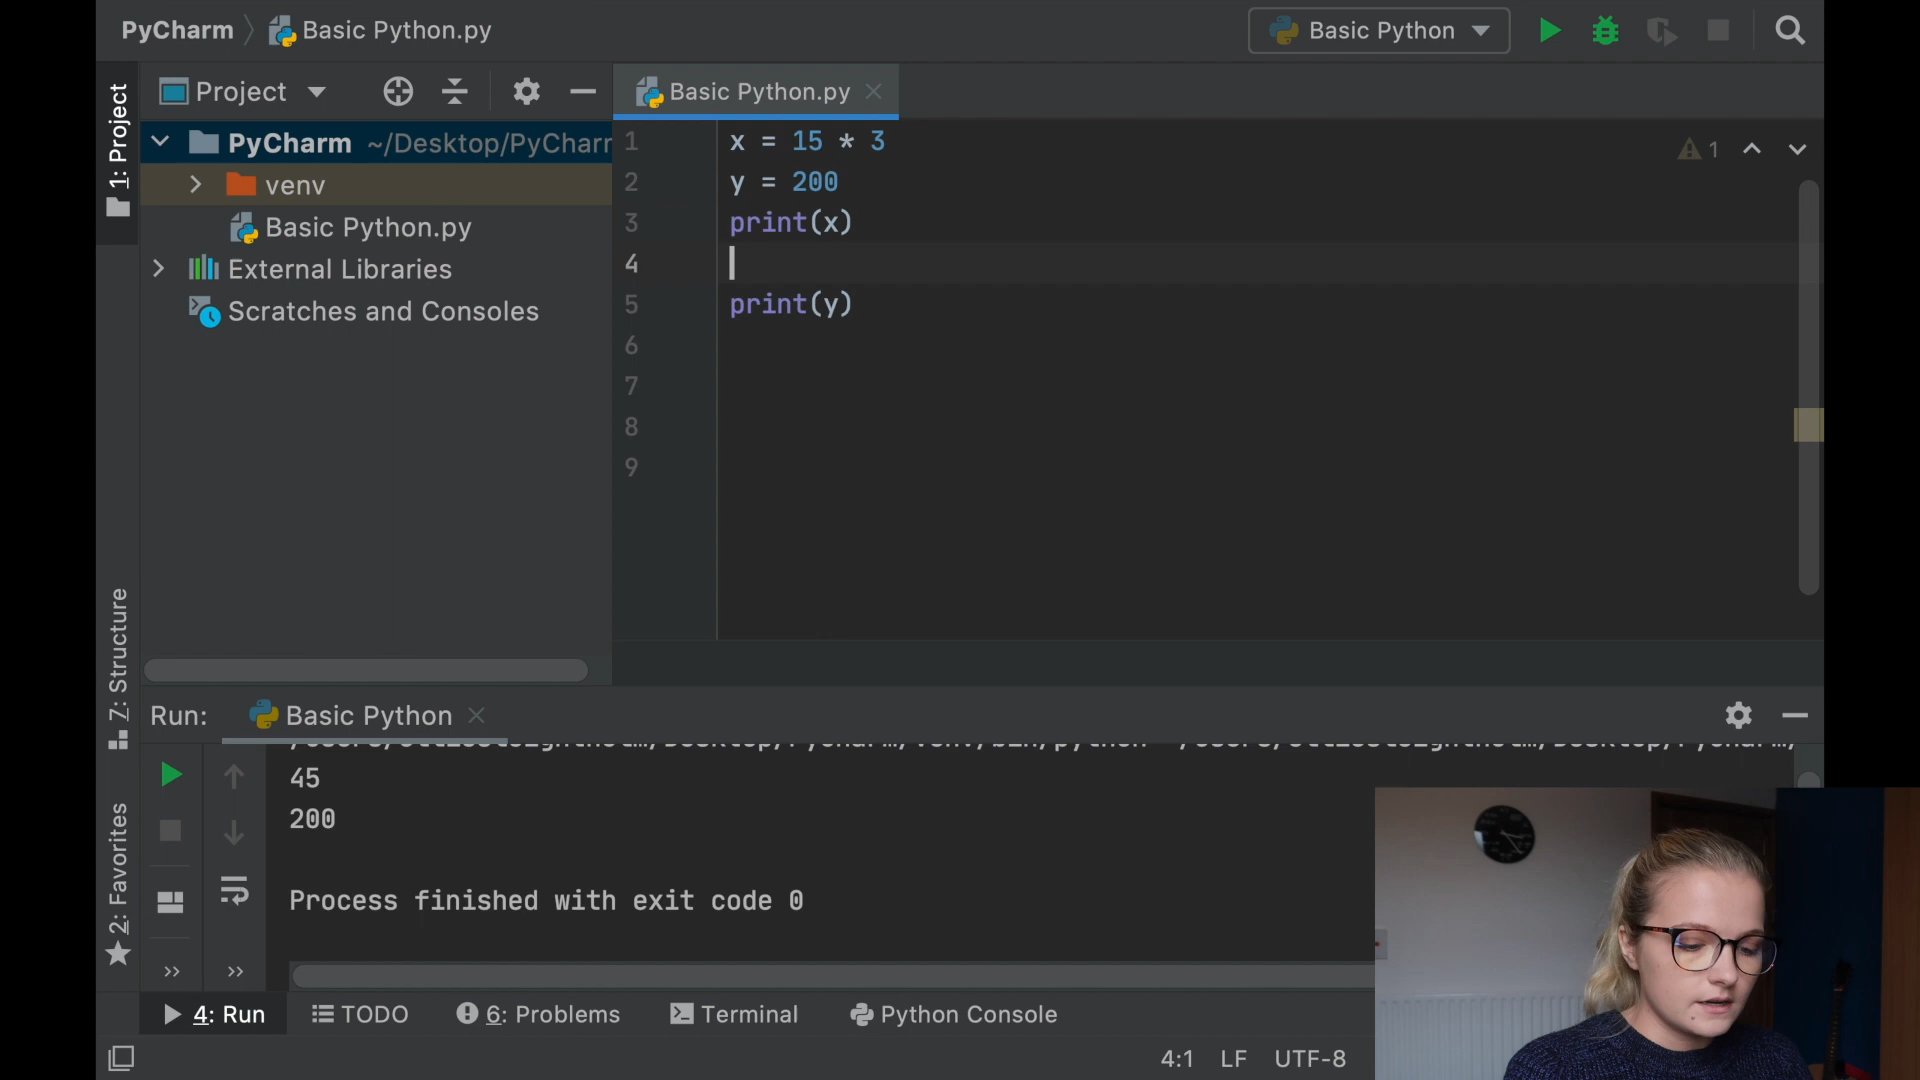 PyCharm Basic Python.py
Basic Python
1: Project
Project
Basic Python.py
PyCharm ~/Desktop/PyCharm
venv
Basic Python.py
External Libraries
Scratches and Consoles
1 x = 15 * 3
2 y = 200
3 print(x)
4
5 print(y)
6
7
8
9
1
Z: Structure
2: Favorites
Run: Basic Python
45
200
Process finished with exit code 0
4: Run TODO 6: Problems Terminal Python Console
4:1 LF UTF-8